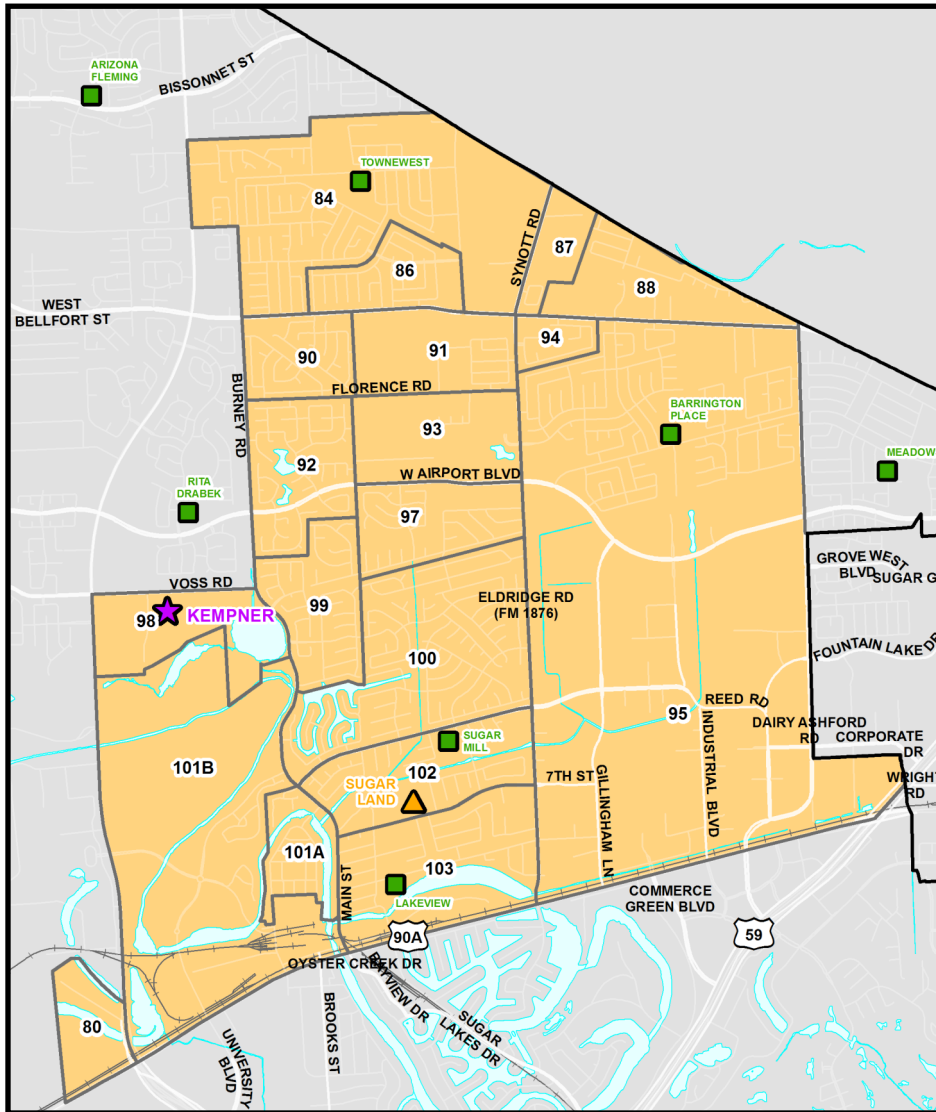 ARIZONA
FLEMING
BISSONNET ST
TOWNEWEST
84
SYNOTT RD
87
86
88
WEST
BELLFORT ST
90
91
94
FLORENCE RD
BURNEY RD
93
BARRINGTON
PLACE
92
W AIRPORT BLVD
MEADOW
RITA
DRABEK
97
GROVE WEST
BLVD
SUGAR G
VOSS RD
98
KEMPNER
99
ELDRIDGE RD
(FM 1876)
100
FOUNTAIN LAKE DR
REED RD
95
INDUSTRIAL BLVD
DAIRY ASHFORD
RD
CORPORATE
DR
SUGAR
MILL
101B
102
SUGAR
LAND
7TH ST
GILLINGHAM LN
WRIGHT
RD
101A
MAIN ST
103
LAKEVIEW
COMMERCE
GREEN BLVD
90A
59
OYSTER CREEK DR
BAYVIEW DR
SUGAR
LAKES DR
BROOKS ST
80
UNIVERSITY
BLVD